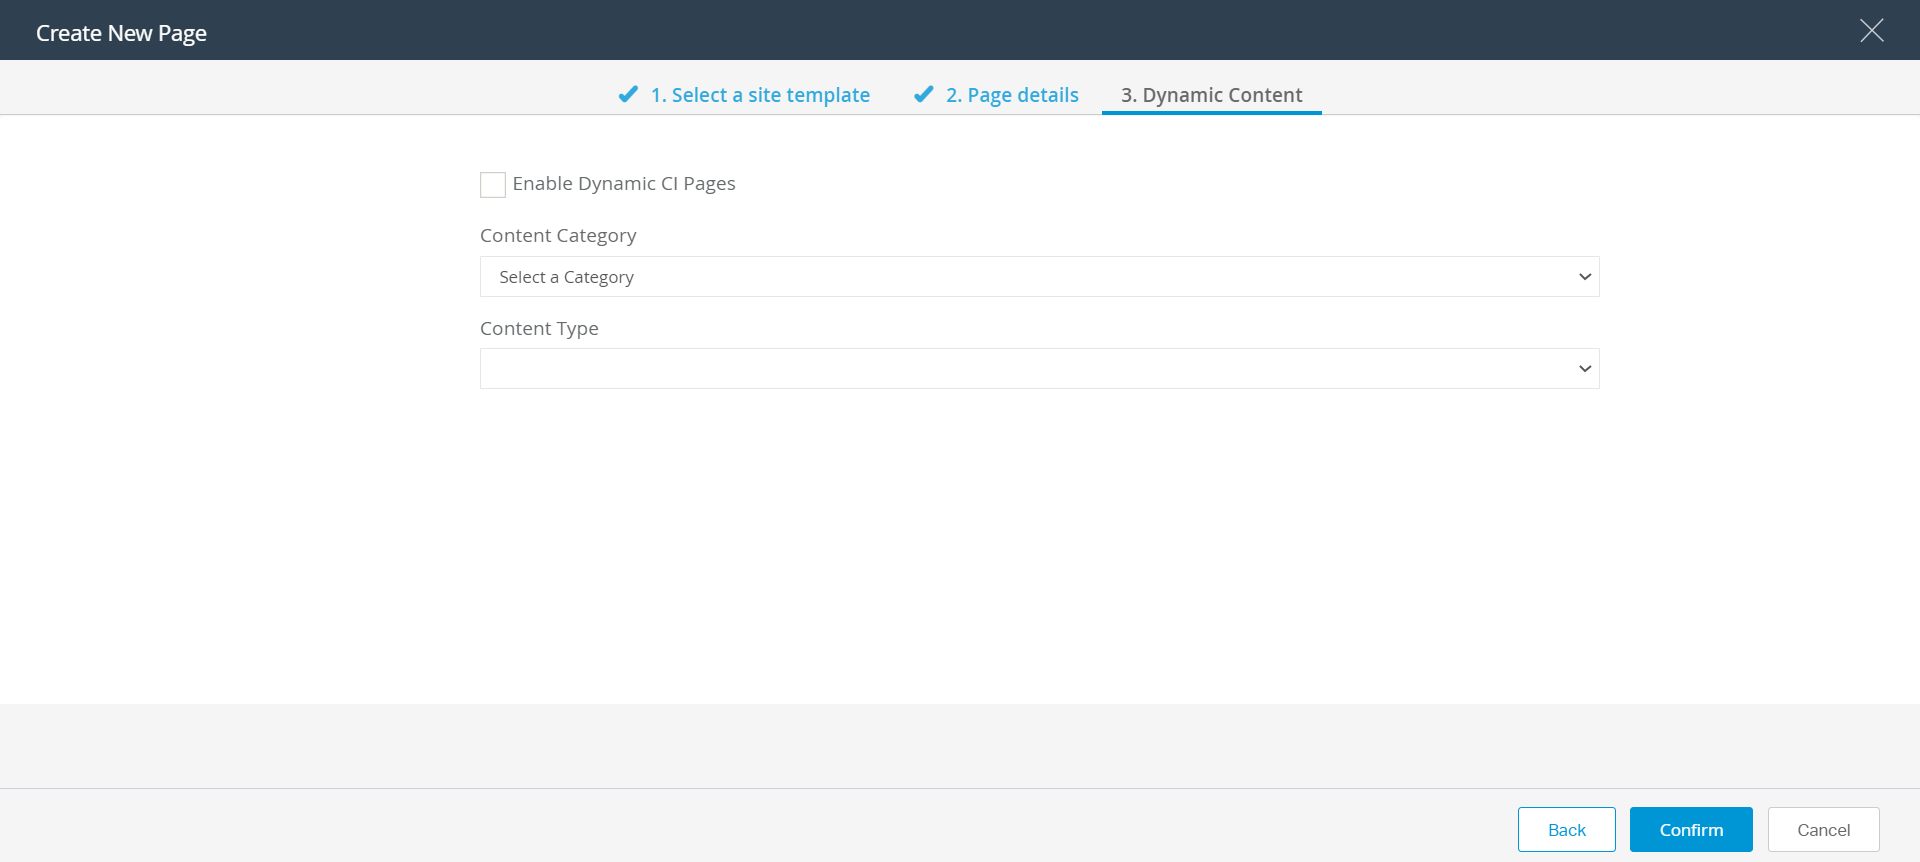 Create New Page
1. Select a site template 2. Page details 3. Dynamic Content
Enable Dynamic CI Pages
Content Category
Select a Category
Content Type
Back Confirm Cancel